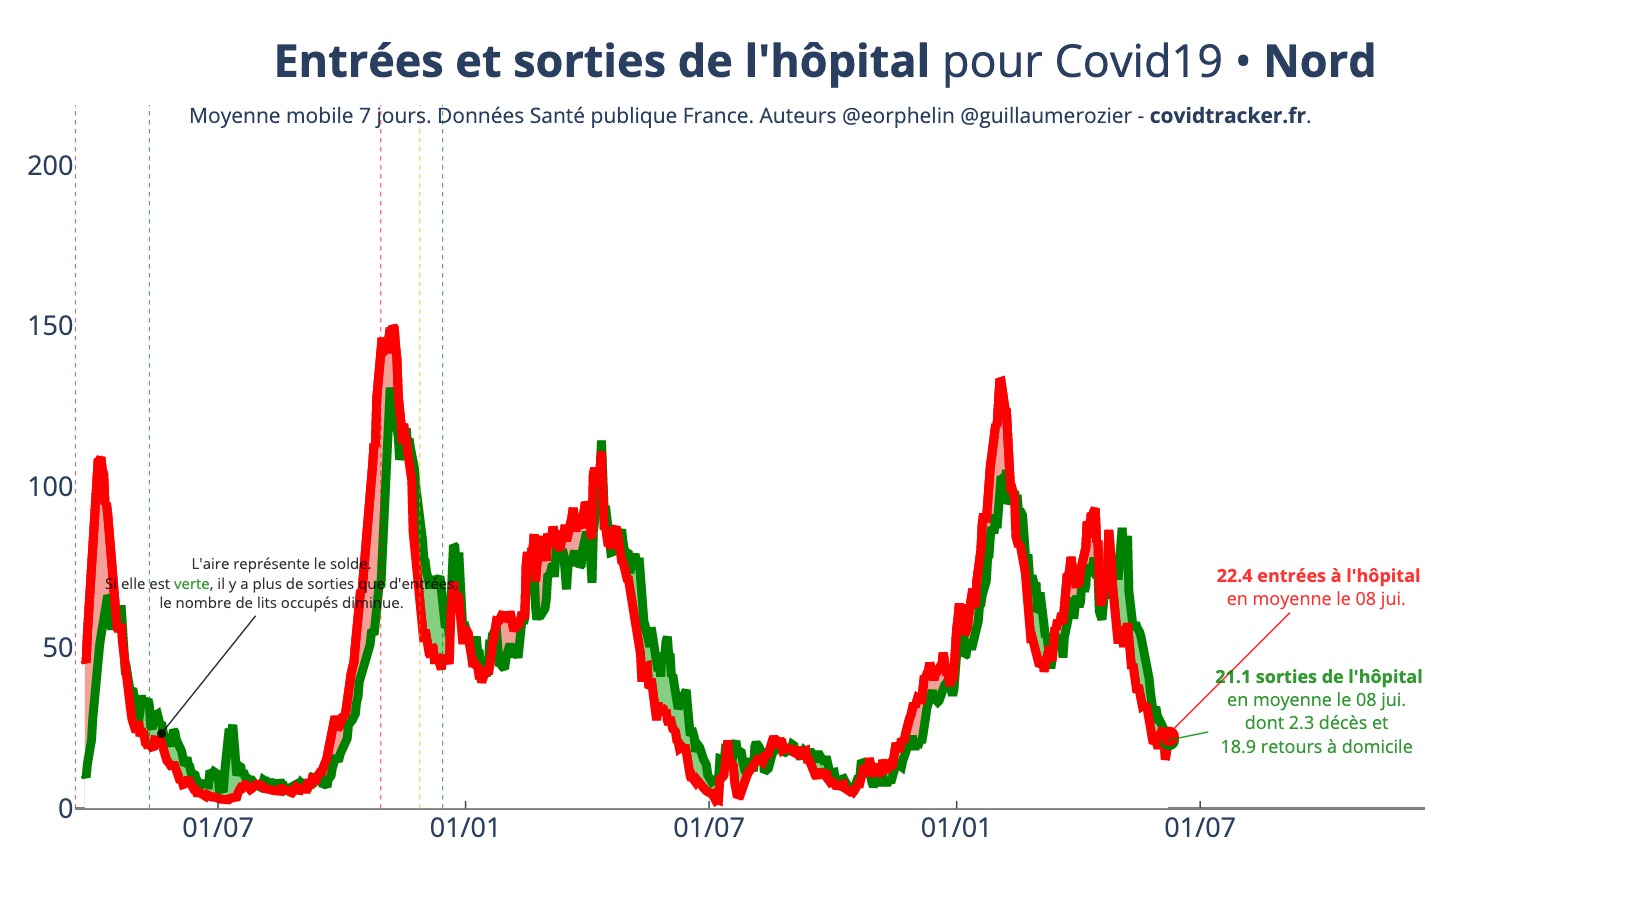 Entrées et sorties de l'hôpital pour Covid19 • Nord
Moyenne mobile 7 jours. Données Santé publique France. Auteurs @eorphelin @guillaumerozier - covidtracker.fr.
200
150
100
50
0
L'aire représente le solde.
Si elle est verte, il y a plus de sorties que d'entrées,
le nombre de lits occupés diminue.
22.4 entrées à l'hôpital
en moyenne le 08 jui.
21.1 sorties de l'hôpital
en moyenne le 08 jui.
dont 2.3 décès et
18.9 retours à domicile
01/07
01/01
01/07
01/01
01/07